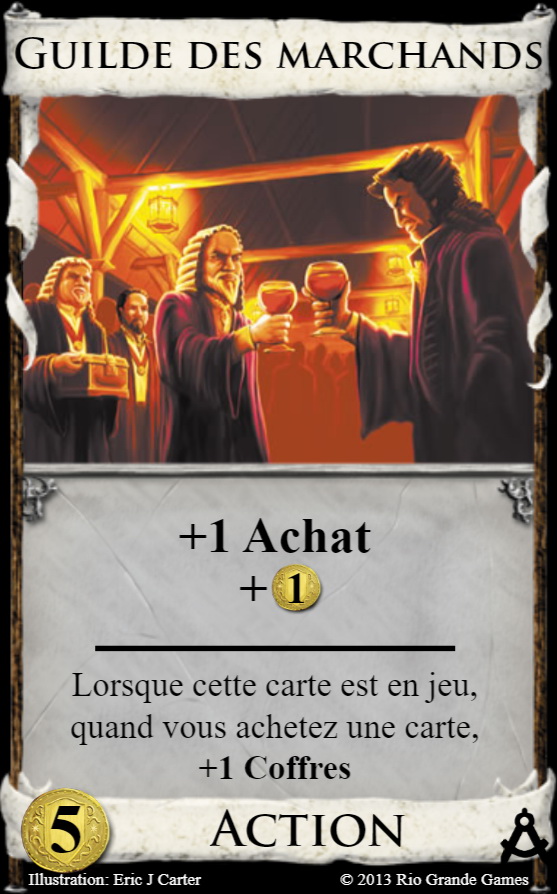 Guilde des marchands
+1 Achat
+1
Lorsque cette carte est en jeu,
quand vous achetez une carte,
+1 Coffres
5 Action
Illustration: Eric J Carter © 2013 Rio Grande Games